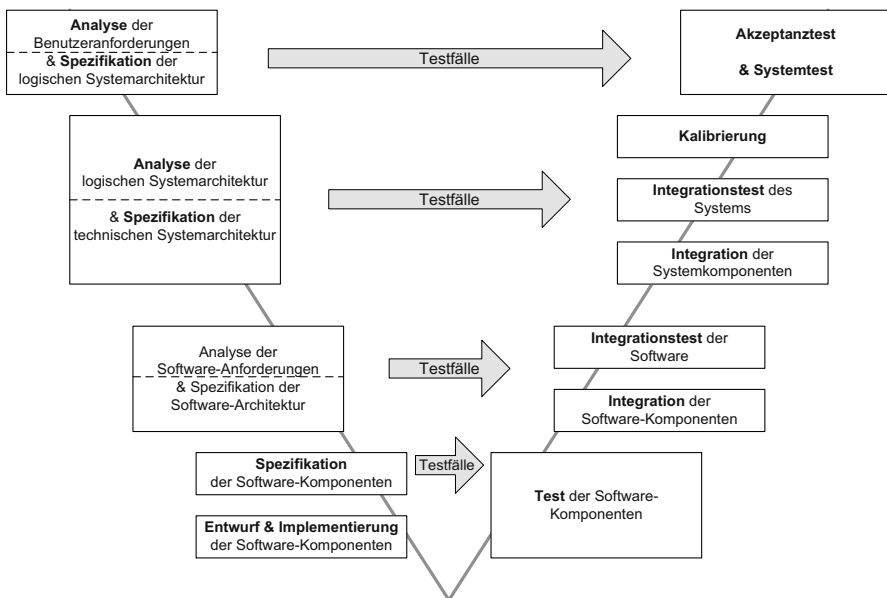 Analyse der
Benutzeranforderungen
& Spezifikation der
logischen Systemarchitektur
Testfälle
Akzeptanztest
& Systemtest
Analyse der
logischen Systemarchitektur
& Spezifikation der
technischen Systemarchitektur
Testfälle
Kalibrierung
Integrationstest des
Systems
Integration der
Systemkomponenten
Analyse der
Software-Anforderungen
& Spezifikation der
Software-Architektur
Testfälle
Integrationstest der
Software
Integration der
Software-Komponenten
Spezifikation
der Software-Komponenten
Testfälle
Entwurf & Implementierung
der Software-Komponenten
Test der Software-
Komponenten